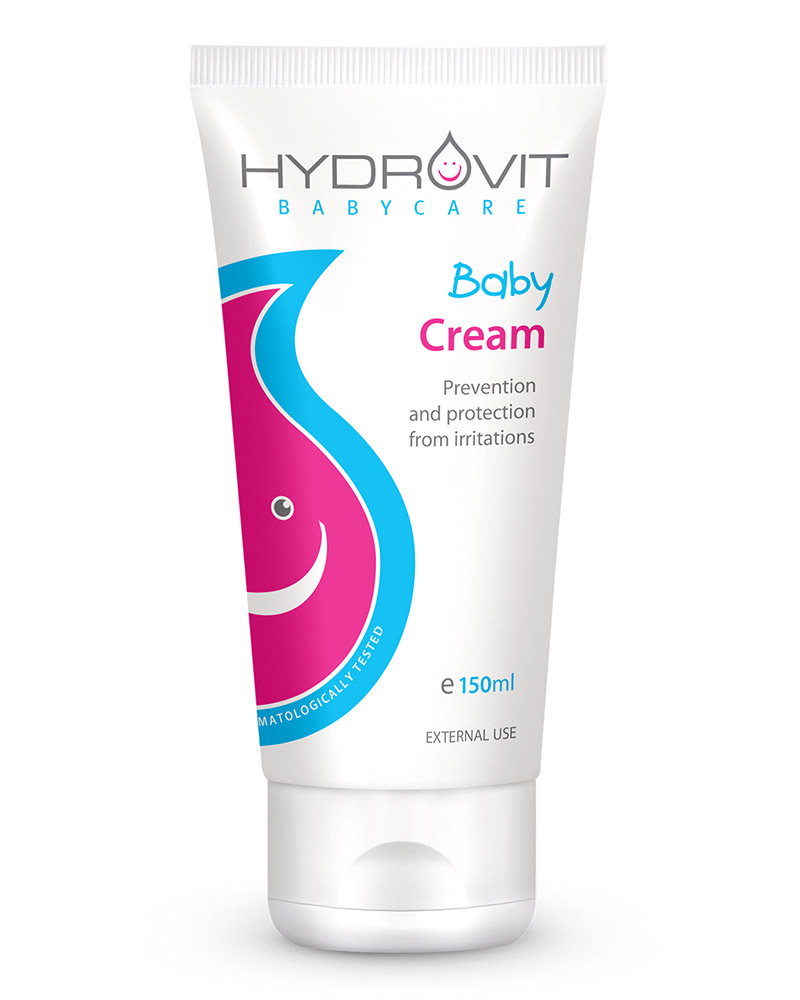 HYDROVIT
BABYCARE
Baby
Cream
Prevention
and protection
from irritations
MATOLOGICALLY TESTED
e 150ml
EXTERNAL USE